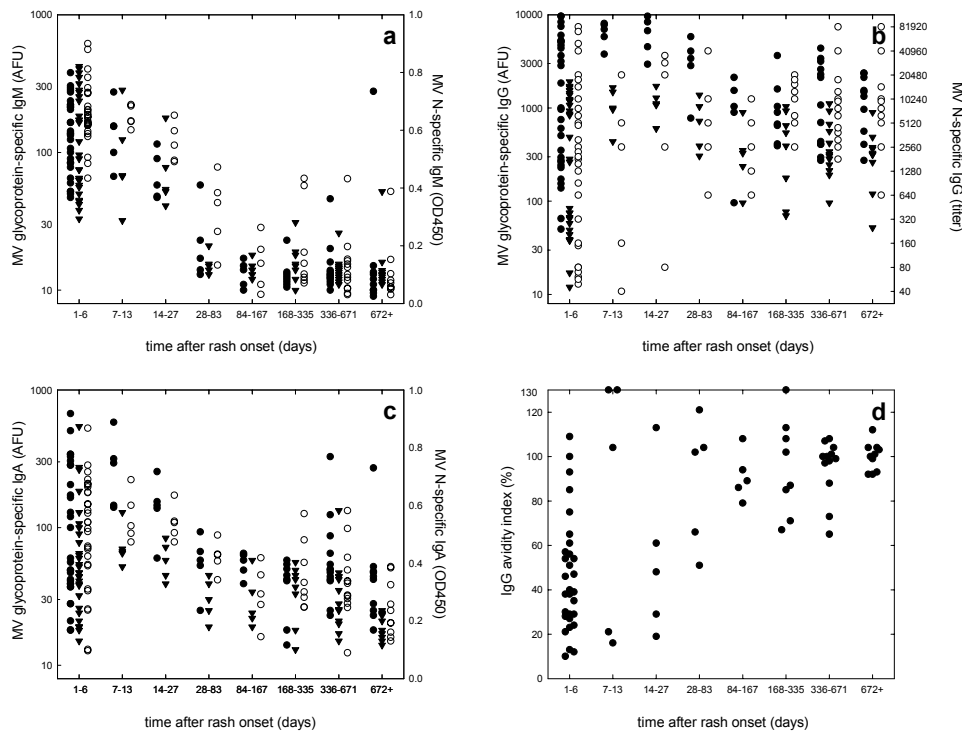 a
MV glycoprotein-specific IgM (AFU)
1000
300
100
30
10
MV N-specific IgM (OD450)
1.0
0.8
0.6
0.4
0.2
0.0
1-6 7-13 14-27 28-83 84-167 168-335 336-671 672+
time after rash onset (days)
b
MV glycoprotein-specific IgG (AFU)
10000
3000
1000
300
100
30
10
MV N-specific IgG (titer)
81920
40960
20480
10240
5120
2560
1280
640
320
160
80
40
1-6 7-13 14-27 28-83 84-167 168-335 336-671 672+
time after rash onset (days)
c
MV glycoprotein-specific IgA (AFU)
1000
300
100
30
10
MV N-specific IgA (OD450)
1.0
0.8
0.6
0.4
0.2
0.0
1-6 7-13 14-27 28-83 84-167 168-335 336-671 672+
time after rash onset (days)
d
IgG avidity index (%)
130
120
100
80
60
40
20
0
1-6 7-13 14-27 28-83 84-167 168-335 336-671 672+
time after rash onset (days)